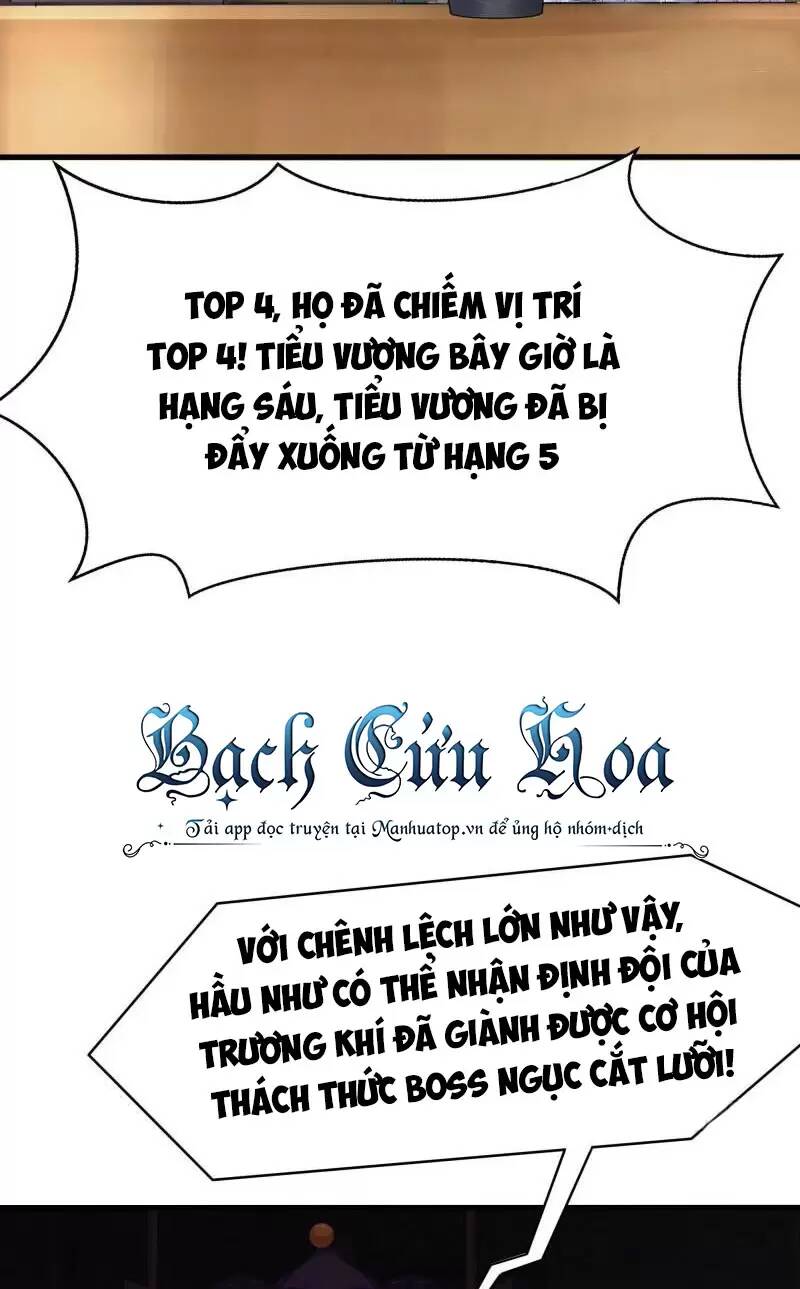 TOP 4, HỌ ĐÃ CHIẾM VỊ TRÍ
TOP 4! TIỂU VƯƠNG BÂY GIỜ LÀ
HẠNG SÁU, TIỂU VƯƠNG ĐÃ BỊ
ĐẨY XUỐNG TỪ HẠNG 5
Bạch Cửu Hoa
Tải app đọc truyện tại Manhuatop.vn để ủng hộ nhóm dịch
VỚI CHÊNH LỆCH LỚN NHƯ VẬY,
HẦU NHƯ CÓ THỂ NHẬN ĐỊNH ĐỘI CỦA
TRƯƠNG KHÍ ĐÃ GIÀNH ĐƯỢC CƠ HỘI
THÁCH THỨC BOSS NGỤC CẮT LƯỠI!